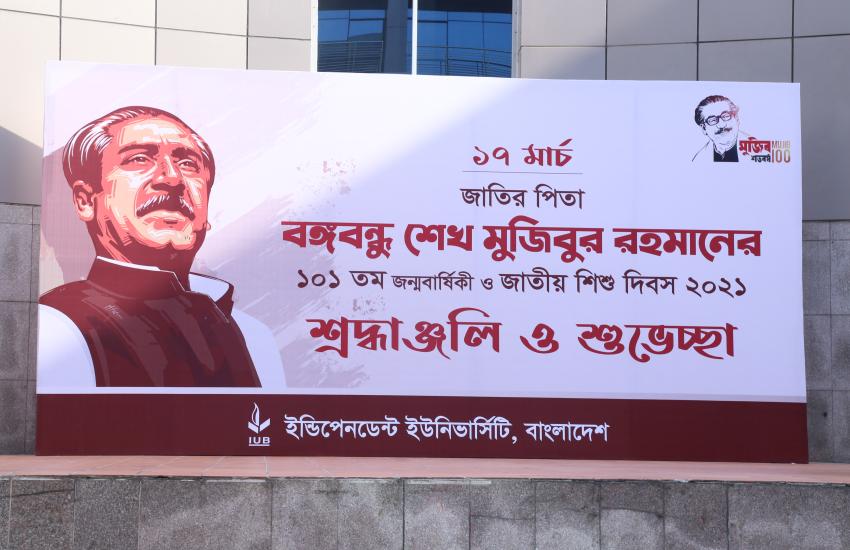 ১৭ মার্চ
মুজিব MUJIB
শতবর্ষ 100
জাতির পিতা
বঙ্গবন্ধু শেখ মুজিবুর রহমানের
১০১ তম জন্মবার্ষিকী ও জাতীয় শিশু দিবস ২০২১
শ্রদ্ধাঞ্জলি ও শুভেচ্ছা
IUB
ইন্ডিপেনডেন্ট ইউনিভার্সিটি, বাংলাদেশ